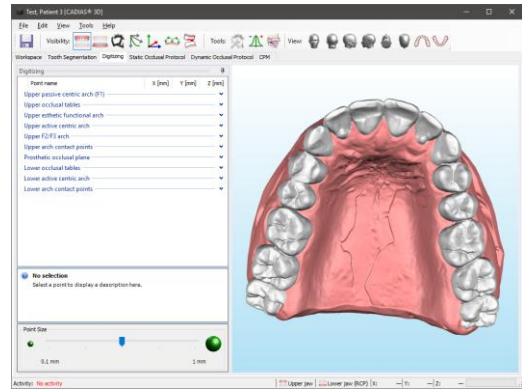 Test, Patient 1 [CADIAS® 3D]
File Edit View Tools Help
Visibility: Tools: View
Workspace Tooth Segmentation Digitizing Static Occlusal Protocol Dynamic Occlusal Protocol CPM
Digitizing
Point name X [mm] Y [mm] Z [mm]
Upper passive centric arch (F1)
Upper occlusal tables
Upper esthetic functional arch
Upper active centric arch
Upper F2/F3 arch
Upper arch contact points
Prosthetic occlusal plane
Lower occlusal tables
Lower active centric arch
Lower arch contact points
No selection
Select a point to display a description here.
Point Size
0.1 mm 1 mm
Activity: No activity Upper jaw Lower jaw (RCP) X: — Y: — Z: